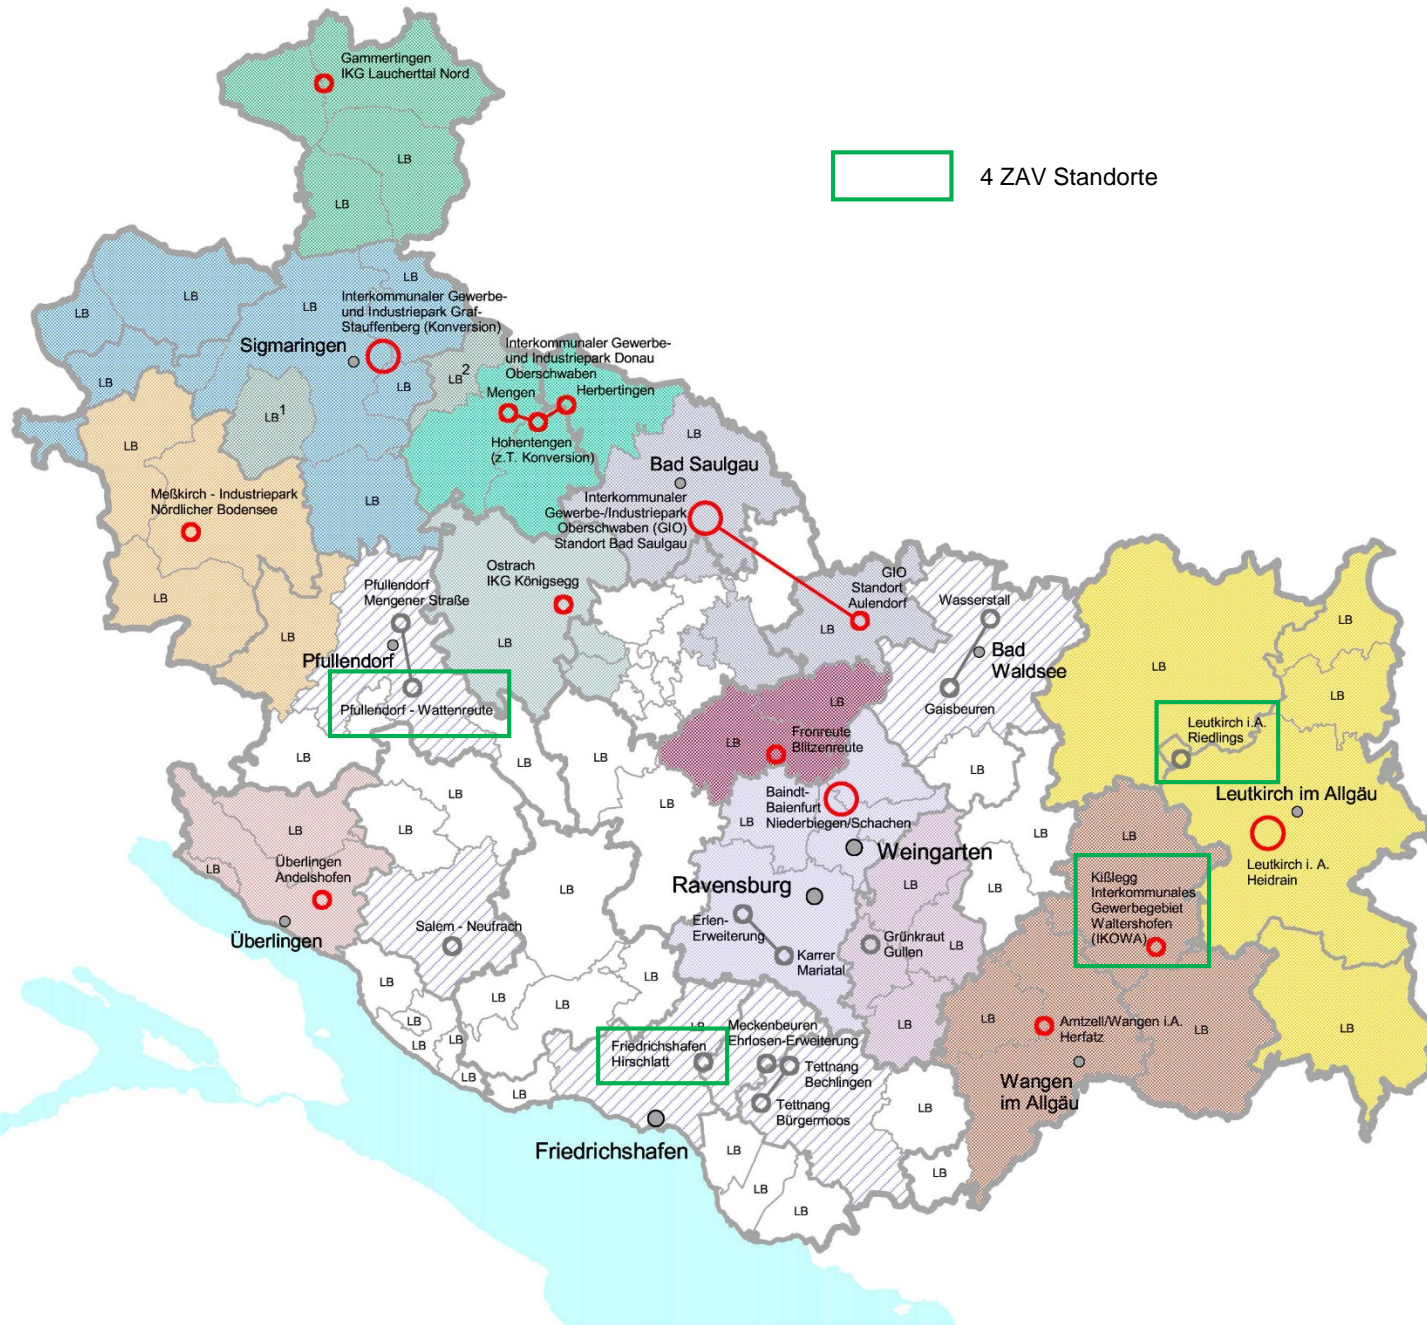 Gammertingen
IKG Laucherttal Nord
4 ZAV Standorte
LB
LB
LB
LB
LB
LB
Interkommunaler Gewerbe-
und Industriepark Graf-
Stauffenberg (Konversion)
Sigmaringen
LB
LB
LB 2
LB 1
Interkommunaler Gewerbe-
und Industriepark Donau
Oberschwaben
Mengen
Herbertingen
Hohentengen
(z.T. Konversion)
LB
LB
LB
Bad Saulgau
Interkommunaler
Gewerbe-/Industriepark
Oberschwaben (GIO)
Standort Bad Saulgau
Meßkirch - Industriepark
Nördlicher Bodensee
LB
LB
Ostrach
IKG Königsegg
LB
Pfullendorf
Mengener Straße
Pfullendorf
Pfullendorf - Wattenreute
GIO
Standort
Aulendorf
LB
Wasserstall
Bad
Waldsee
Gaisbeuren
LB
LB
LB
Leutkirch i.A.
Riedlings
Leutkirch im Allgäu
Leutkirch i. A.
Heidrain
LB
LB
Fronreute
Blitzenreute
LB
LB
LB
LB
LB
LB
Baindt-
Baienfurt
Niederbiegen/Schachen
LB
Weingarten
Ravensburg
LB
LB
Überlingen
Andelshofen
Überlingen
LB
LB
LB
LB
LB
Kißlegg
Interkommunales
Gewerbegebiet
Waltershofen
(IKOWA)
Salem - Neufrach
Erlen-
Erweiterung
Karrer
Mariatal
Grünkraut
Gullen
LB
LB
LB
LB
LB
LB
LB
LB
LB
LB
LB
Friedrichshafen
Hirschlatt
Meckenbeuren
Ehrlosen-Erweiterung
Tettnang
Bechlingen
Tettnang
Bürgermoos
LB
LB
Amtzell/Wangen i.A.
Herfatz
LB
LB
Wangen
im Allgäu
Friedrichshafen
LB
LB
LB
LB
LB